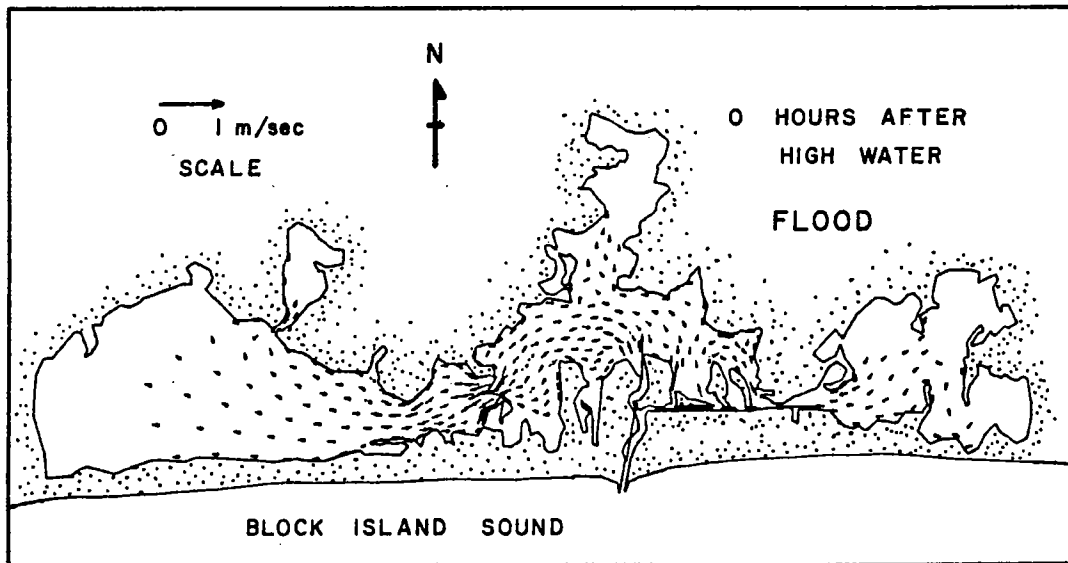 N
0 1 m/sec
SCALE
0 HOURS AFTER
HIGH WATER
FLOOD
BLOCK ISLAND SOUND